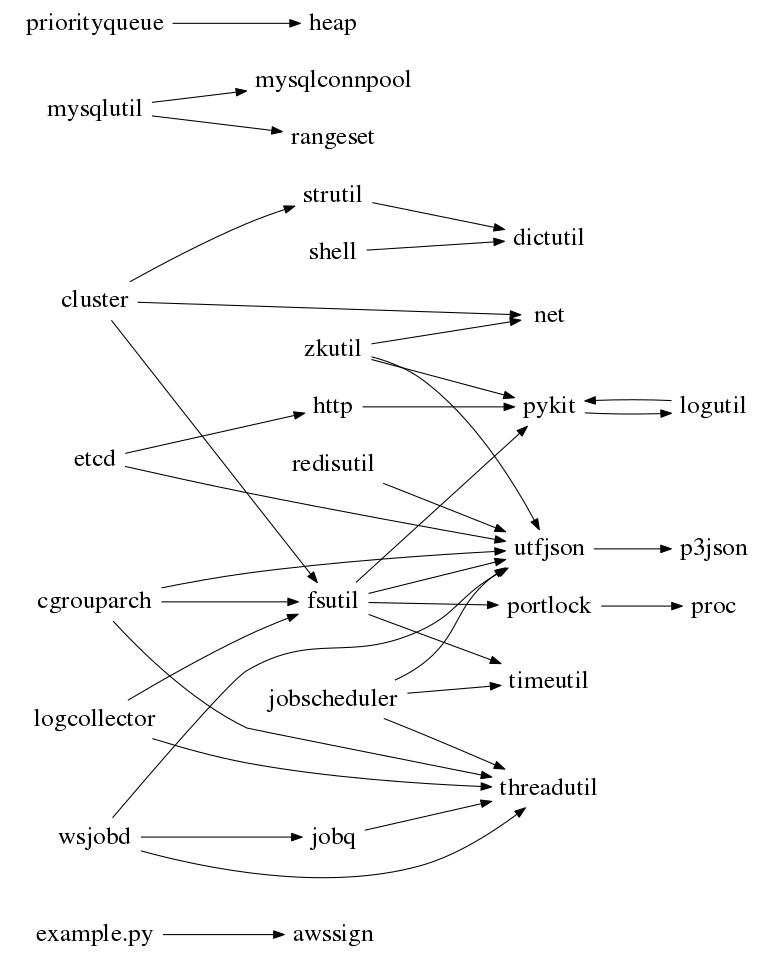 priorityqueue heap
mysqlconnpool
mysqlutil
rangeset
strutil
dictutil
shell
cluster
net
zkutil
http pykit logutil
etcd redisutil
utfjson p3json
cgrouparch fsutil portlock proc
timeutil
jobscheduler
logcollector
threadutil
wsjobd jobq
example.py awssign